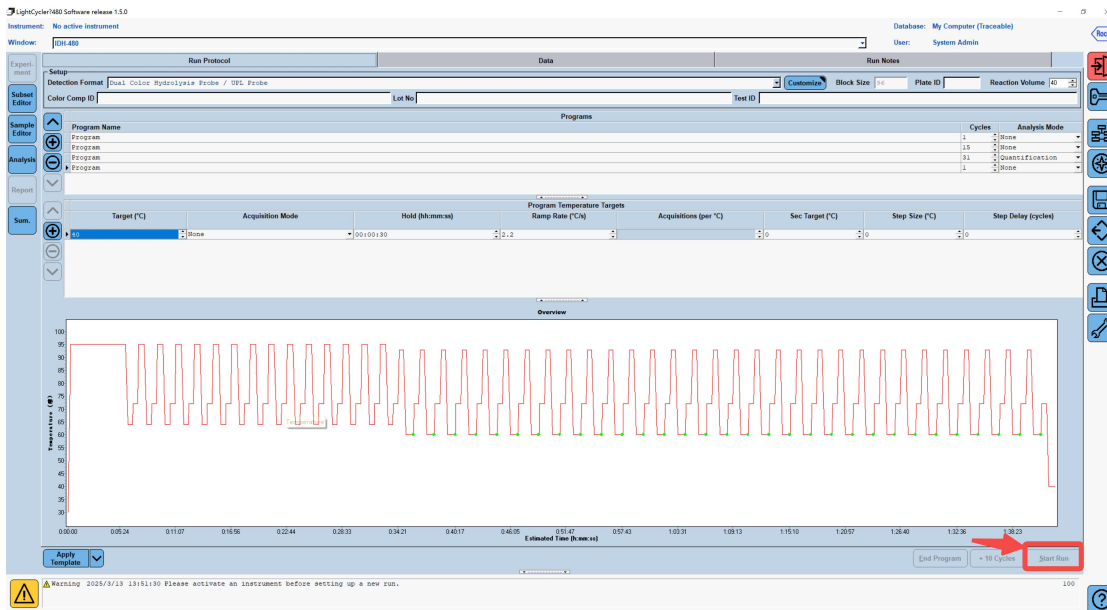 LightCycler?480 Software release 1.5.0
Instrument: No active instrument Database: My Computer (Traceable)
Window: IDH-480 User: System Admin
Roc
Experi-
ment
Subset
Editor
Sample
Editor
Analysis
Report
Sum.
Run Protocol Data Run Notes
Setup
Detection Format Dual Color Hydrolysis Probe / UPL Probe Customize Block Size 96 Plate ID Reaction Volume 40
Color Comp ID Lot No Test ID
Programs
Program Name Cycles Analysis Mode
Program 1 None
Program 15 None
Program 31 Quantification
Program 1 None
Program Temperature Targets
Target (°C) Acquisition Mode Hold (hh:mm:ss) Ramp Rate (°C/s) Acquisitions (per °C) Sec Target (°C) Step Size (°C) Step Delay (cycles)
40 None 00:00:30 2.2 0 0 0
Overview
100
95
90
85
80
75
70
65
60
55
50
45
40
35
30
Temperature
0:00:00 0:05:24 0:11:07 0:16:56 0:22:44 0:28:33 0:34:21 0:40:17 0:46:05 0:51:47 0:57:43 1:03:31 1:09:13 1:15:10 1:20:57 1:26:40 1:32:36 1:38:23
Estimated Time (h:mm:ss)
Apply
Template
End Program + 10 Cycles Start Run
Warning 2025/3/13 13:51:30 Please activate an instrument before setting up a new run. 100